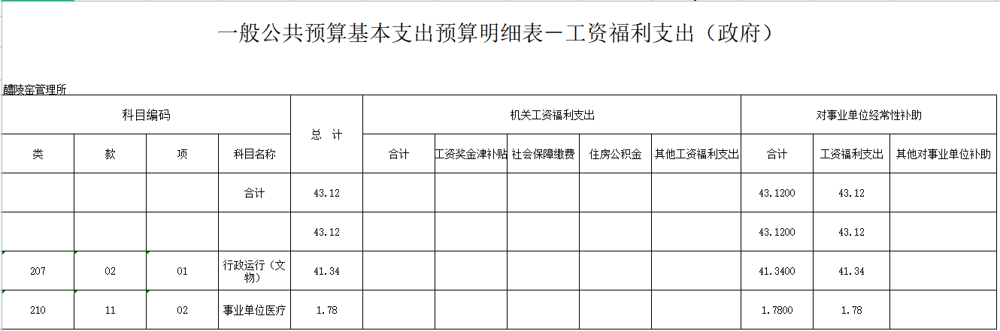 一般公共预算基本支出预算明细表－工资福利支出（政府）
醴陵窑管理所
科目编码 总 计 机关工资福利支出 对事业单位经常性补助
类 款 项 科目名称 合计 工资奖金津补贴 社会保障缴费 住房公积金 其他工资福利支出 合计 工资福利支出 其他对事业单位补助
合计 43.12 43.1200 43.12
43.12 43.1200 43.12
207 02 01 行政运行（文
物） 41.34 41.3400 41.34
210 11 02 事业单位医疗 1.78 1.7800 1.78